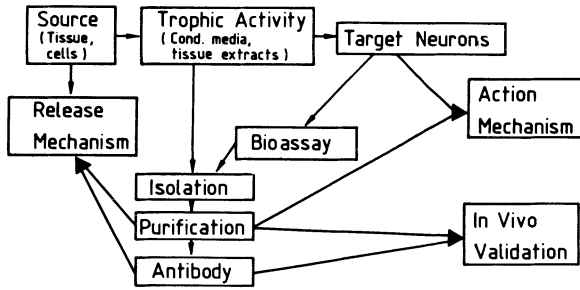 Source
(Tissue,
cells)
Trophic Activity
(Cond. media,
tissue extracts)
Target Neurons
Release
Mechanism
Bioassay
Action
Mechanism
Isolation
Purification
Antibody
In Vivo
Validation